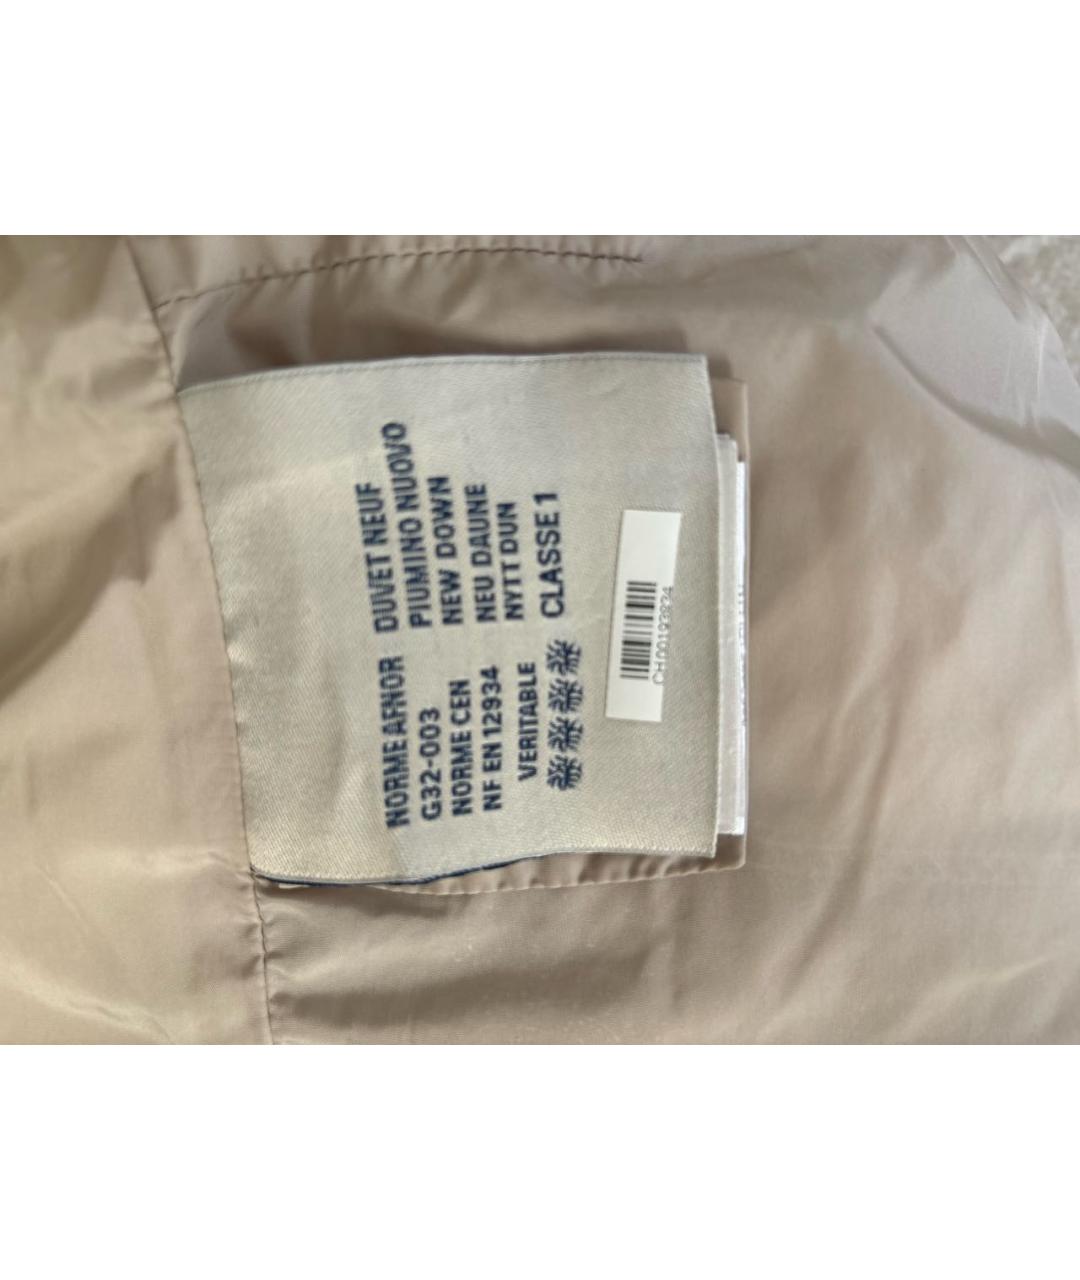 NORME AFNOR DUVET NEUF
G32-003 PIUMINO NUOVO
NORME CEN NEW DOWN
NF EN 12934 NEU DAUNE
VERITABLE NYTT DUN
CLASSE 1